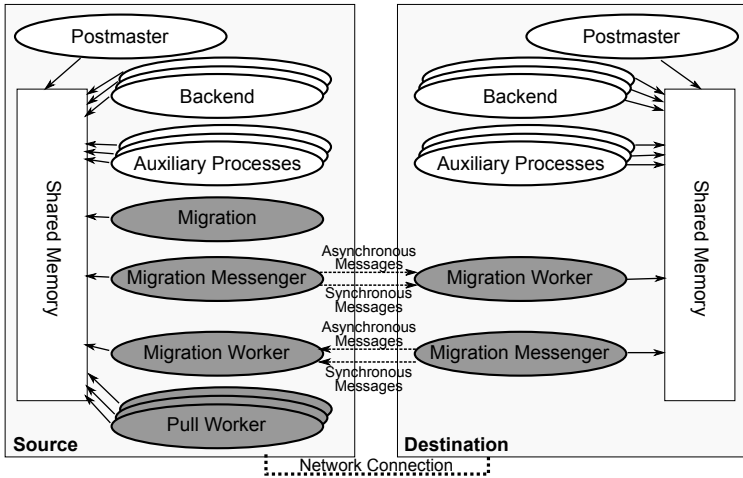 Postmaster
Backend
Auxiliary Processes
Shared Memory
Migration
Migration Messenger
Migration Worker
Pull Worker
Source
Asynchronous
Messages
Synchronous
Messages
Asynchronous
Messages
Synchronous
Messages
Postmaster
Backend
Auxiliary Processes
Shared Memory
Migration Worker
Migration Messenger
Destination
Network Connection